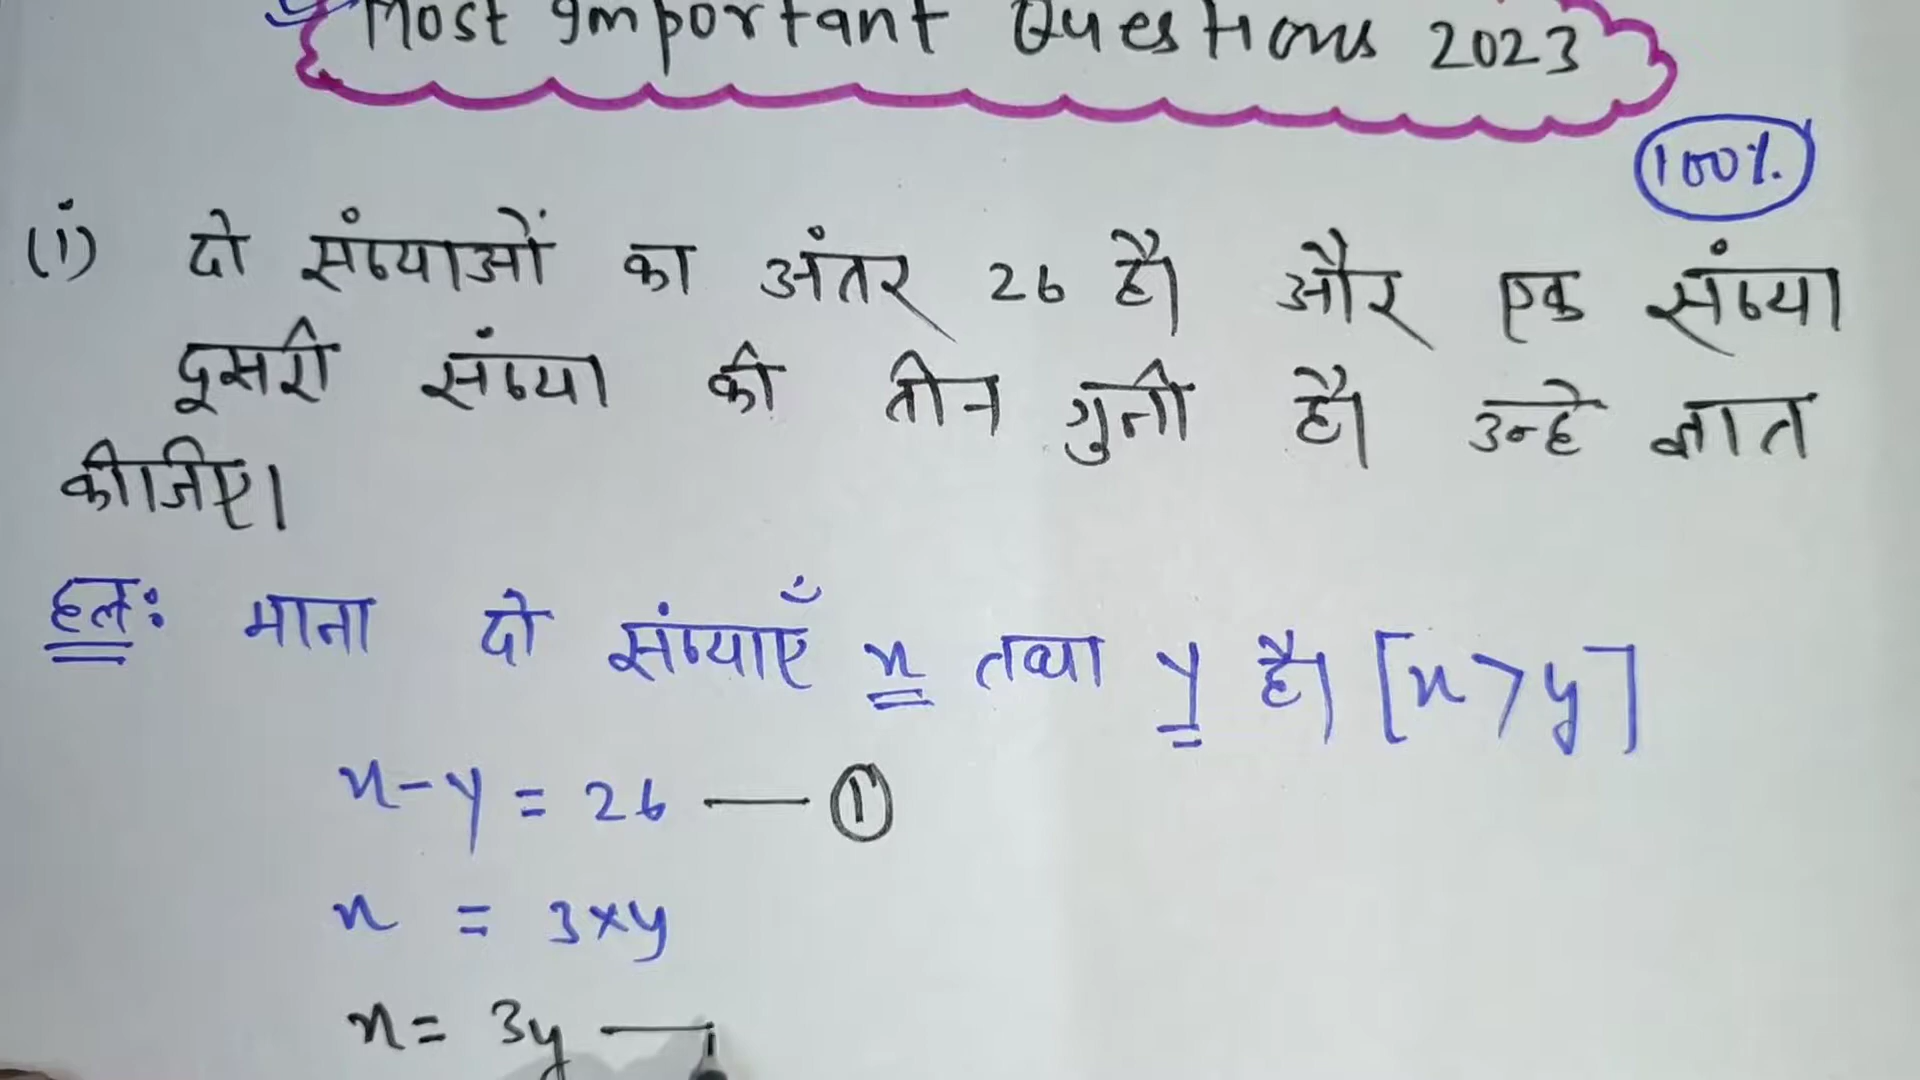 Most Important Questions 2023
100%.
(i) दो संख्याओं का अंतर 26 है। और एक संख्या
दूसरी संख्या की तीन गुनी है। उन्हे ज्ञात
कीजिए।
हल: माना दो संख्याएँ x तथा y है। [x>y]
x-y = 26 — ①
x = 3×y
x = 3y —